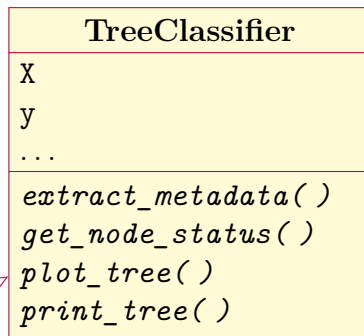 TreeClassifier
X
y
...
extract_metadata( )
get_node_status( )
plot_tree( )
print_tree( )